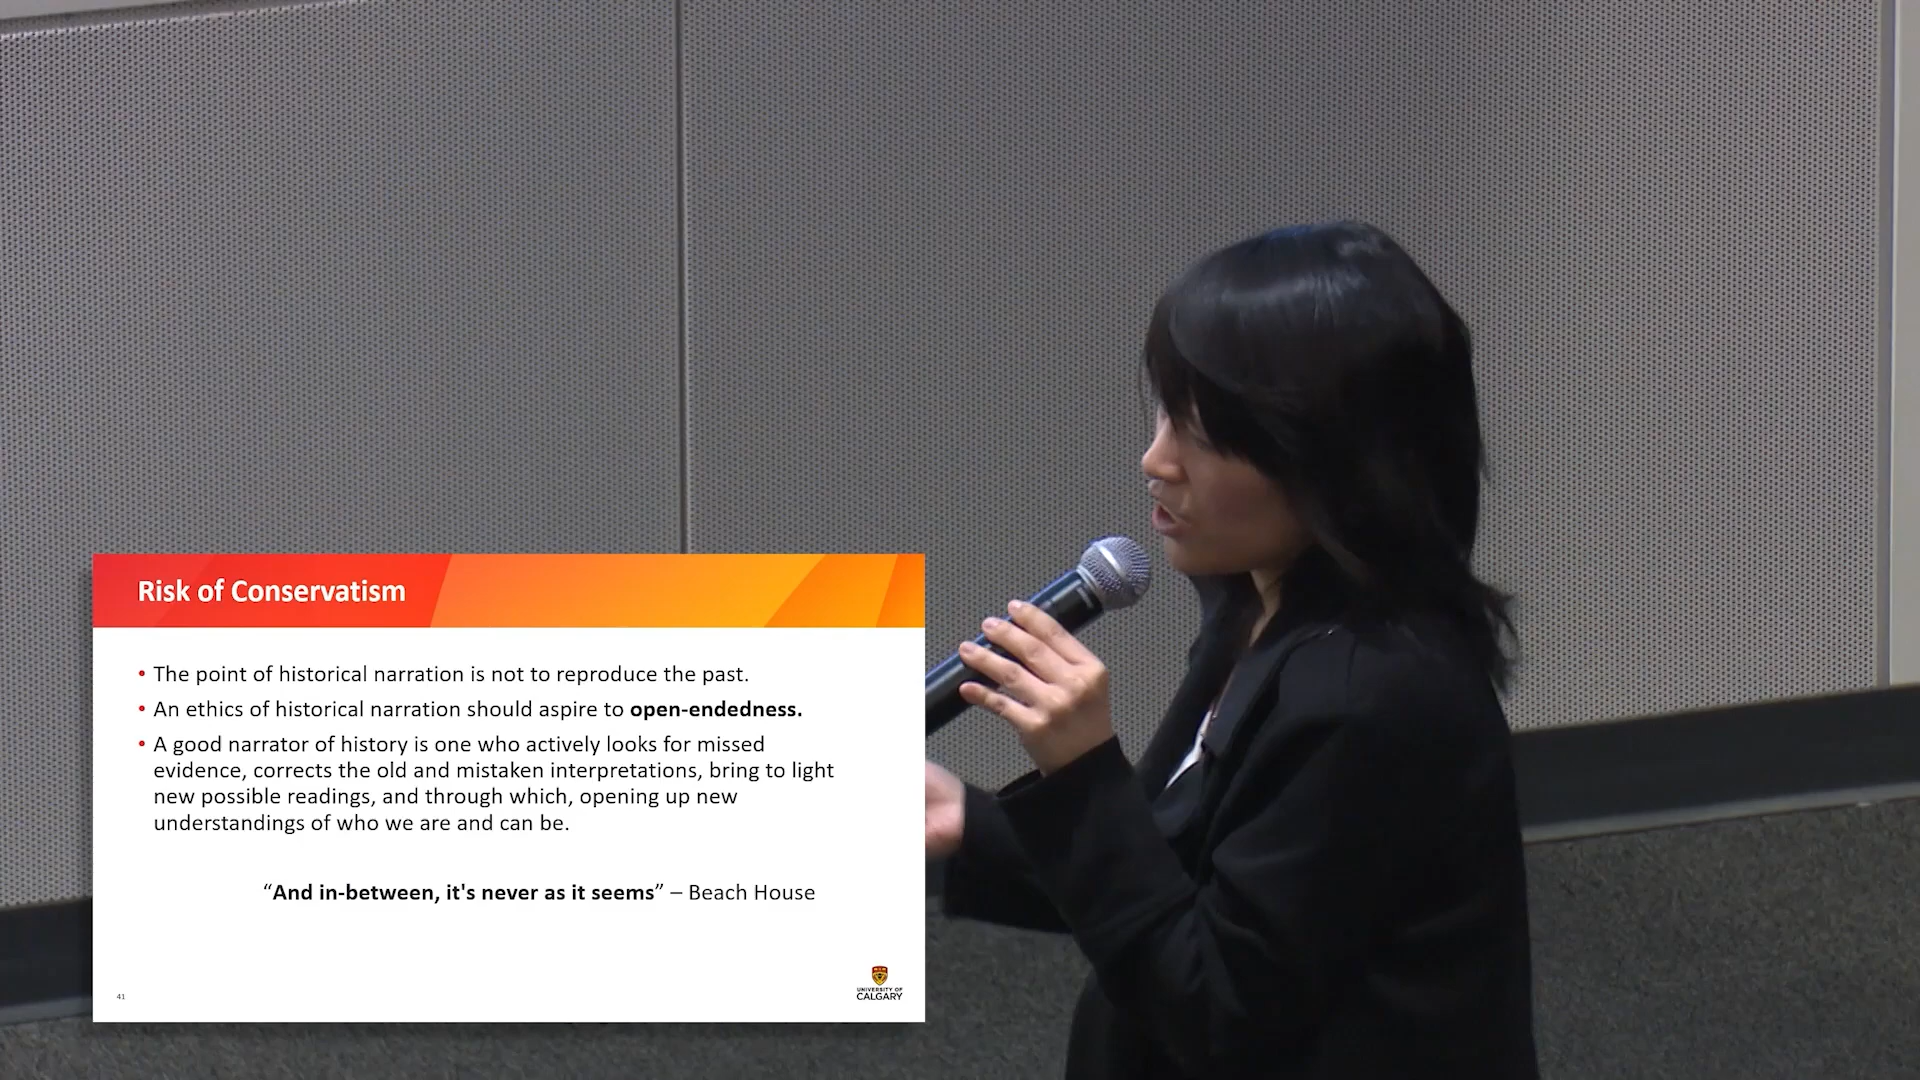 Risk of Conservatism
• The point of historical narration is not to reproduce the past.
• An ethics of historical narration should aspire to open-endedness.
• A good narrator of history is one who actively looks for missed
evidence, corrects the old and mistaken interpretations, bring to light
new possible readings, and through which, opening up new
understandings of who we are and can be.
“And in-between, it's never as it seems” – Beach House
41
UNIVERSITY OF
CALGARY